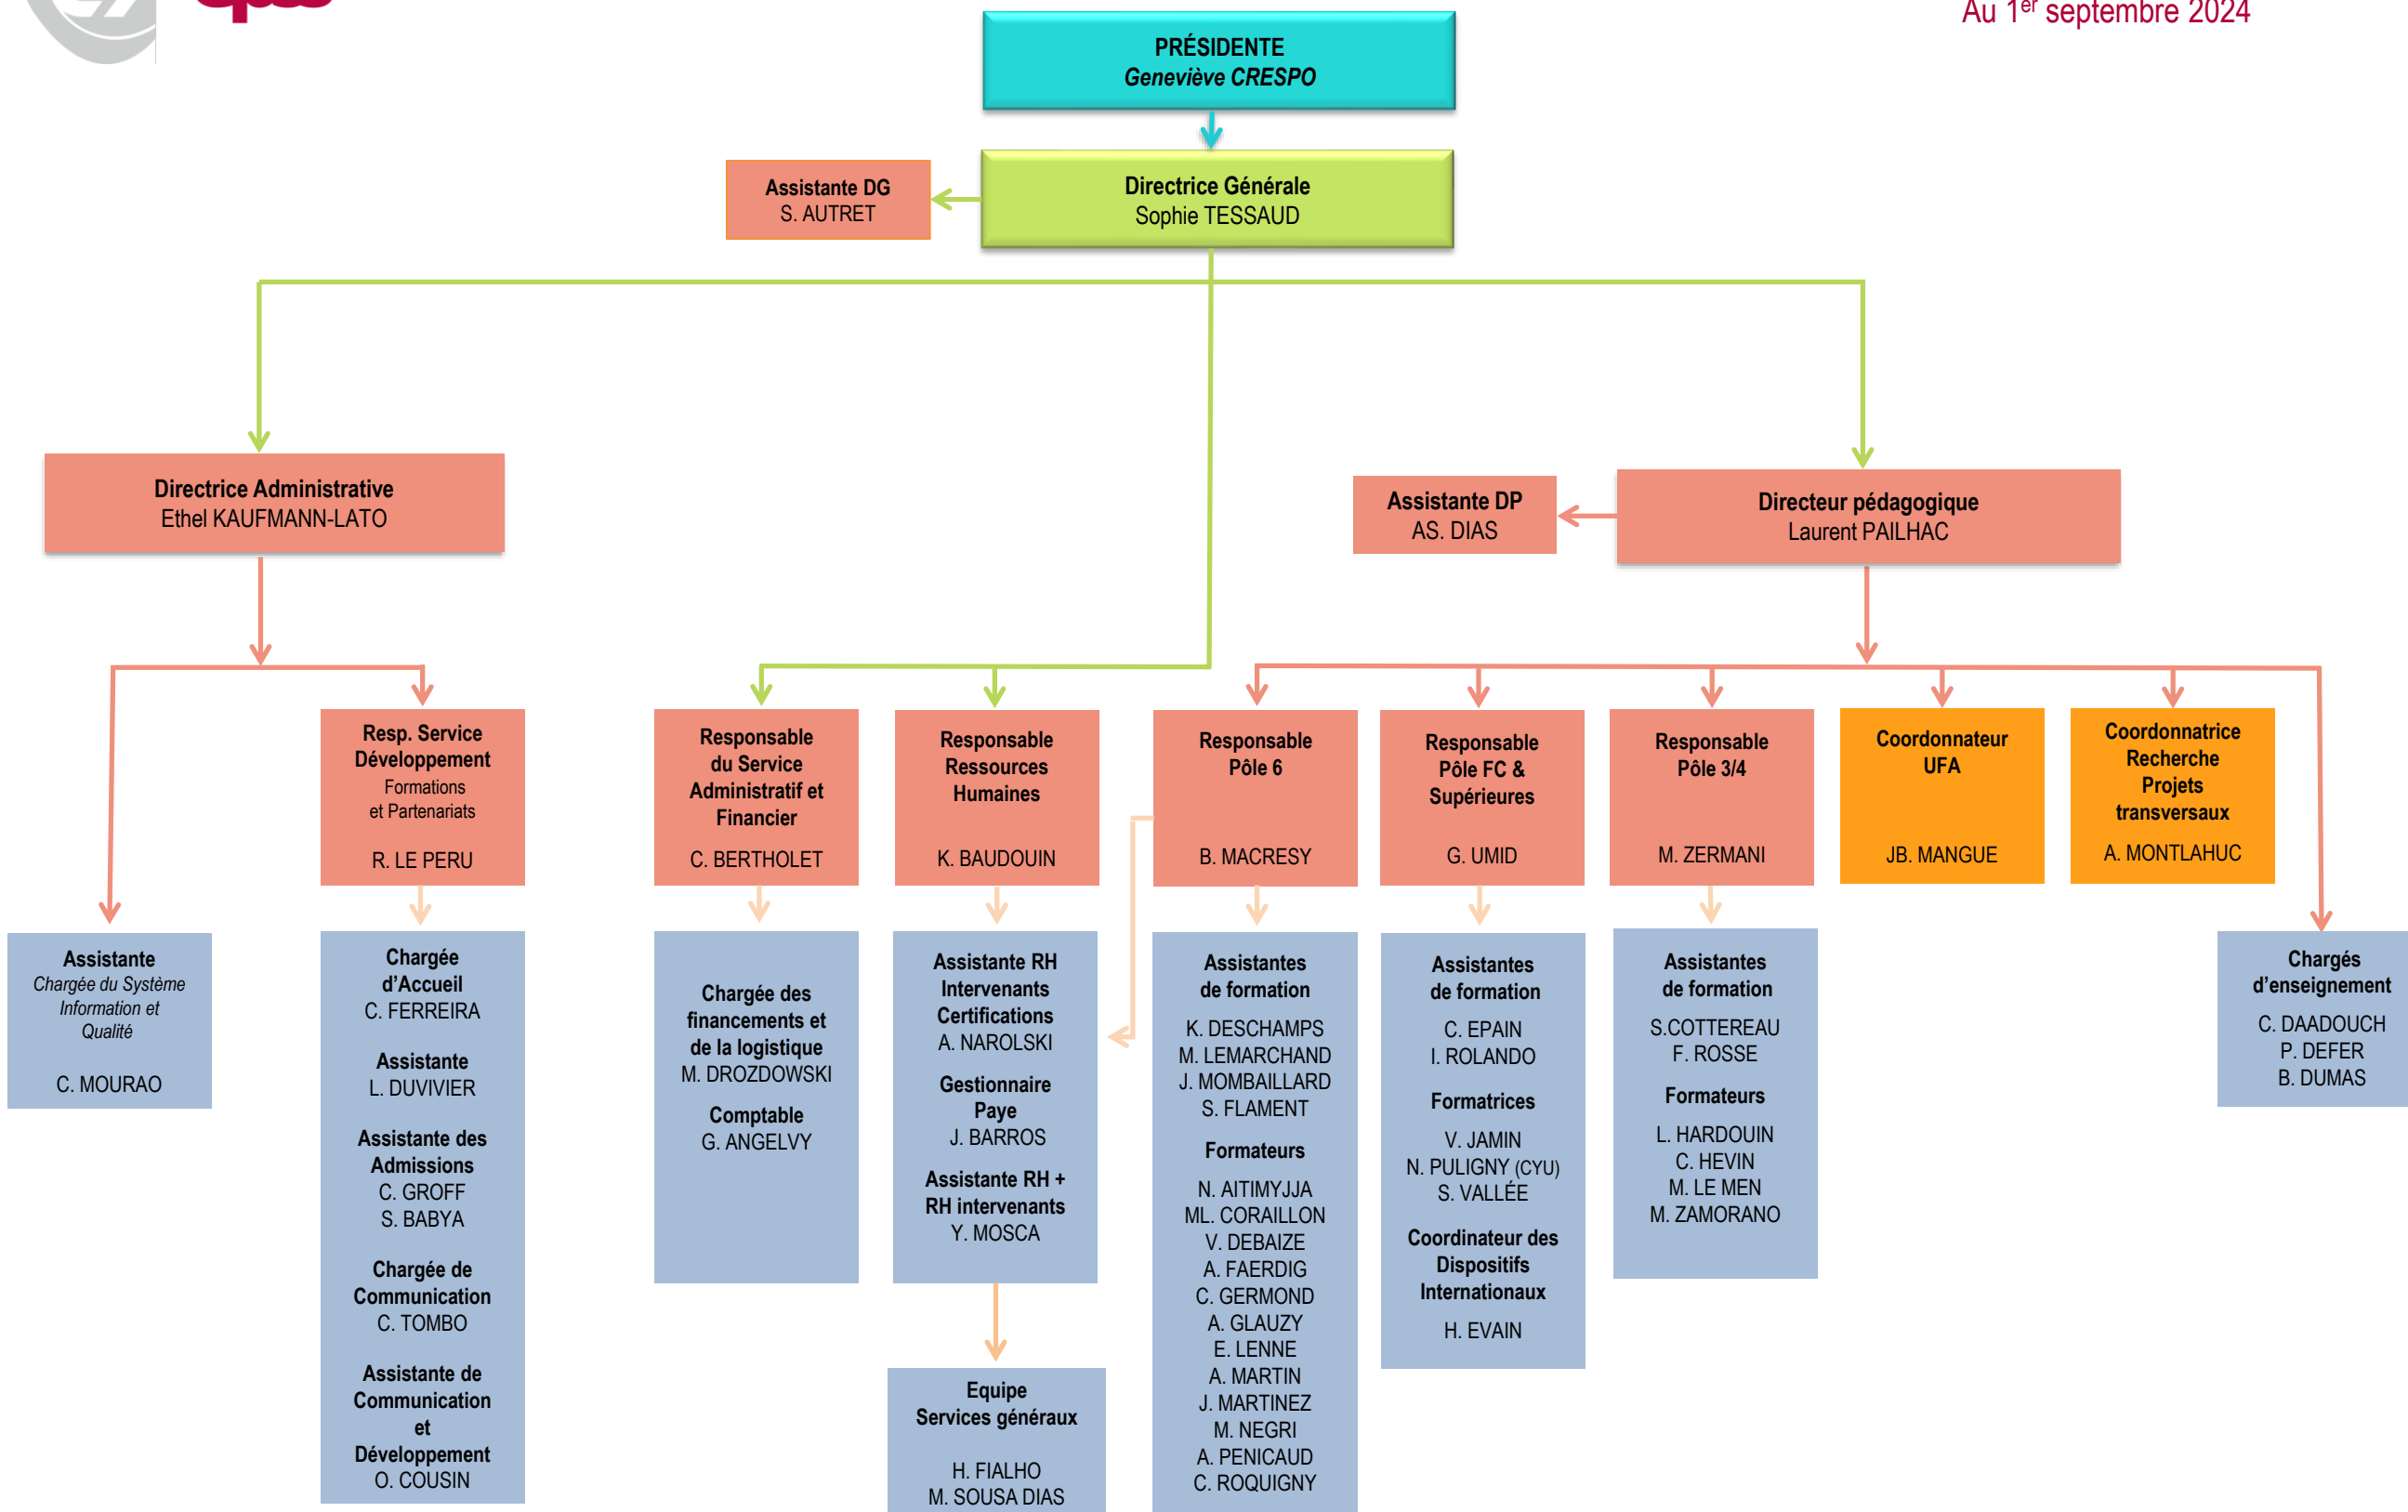 Au 1er septembre 2024
PRÉSIDENTE
Geneviève CRESPO
Assistante DG
S. AUTRET
Directrice Générale
Sophie TESSAUD
Directrice Administrative
Ethel KAUFMANN-LATO
Assistante DP
AS. DIAS
Directeur pédagogique
Laurent PAILHAC
Resp. Service
Développement
Formations
et Partenariats
R. LE PERU
Responsable
du Service
Administratif et
Financier
C. BERTHOLET
Responsable
Ressources
Humaines
K. BAUDOUIN
Responsable
Pôle 6
B. MACRESY
Responsable
Pôle FC &
Supérieures
G. UMID
Responsable
Pôle 3/4
M. ZERMANI
Coordonnateur
UFA
JB. MANGUE
Coordonnatrice
Recherche
Projets
transversaux
A. MONTLAHUC
Assistante
Chargée du Système
Information et
Qualité
C. MOURAO
Chargée
d'Accueil
C. FERREIRA
Assistante
L. DUVIVIER
Assistante des
Admissions
C. GROFF
S. BABYA
Chargée de
Communication
C. TOMBO
Assistante de
Communication
et
Développement
O. COUSIN
Chargée des
financements et
de la logistique
M. DROZDOWSKI
Comptable
G. ANGELVY
Assistante RH
Intervenants
Certifications
A. NAROLSKI
Gestionnaire
Paye
J. BARROS
Assistante RH +
RH intervenants
Y. MOSCA
Equipe
Services généraux
H. FIALHO
M. SOUSA DIAS
Assistantes
de formation
K. DESCHAMPS
M. LEMARCHAND
J. MOMBAILLARD
S. FLAMENT
Formateurs
N. AITIMYJJA
ML. CORAILLON
V. DEBAIZE
A. FAERDIG
C. GERMOND
A. GLAUZY
E. LENNE
A. MARTIN
J. MARTINEZ
M. NEGRI
A. PENICAUD
C. ROQUIGNY
Assistantes
de formation
C. EPAIN
I. ROLANDO
Formatrices
V. JAMIN
N. PULIGNY (CYU)
S. VALLÉE
Coordinateur des
Dispositifs
Internationaux
H. EVAIN
Assistantes
de formation
S.COTTEREAU
F. ROSSE
Formateurs
L. HARDOUIN
C. HEVIN
M. LE MEN
M. ZAMORANO
Chargés
d'enseignement
C. DAADOUCH
P. DEFER
B. DUMAS